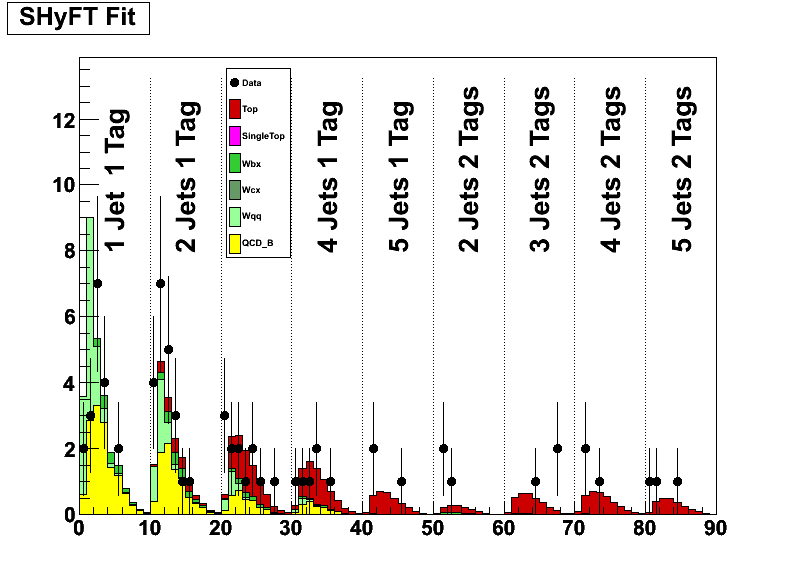 SHyFT Fit
12
10
8
6
4
2
0
1 Jet 1 Tag
2 Jets 1 Tag
Data
Top
SingleTop
Wbx
Wcx
Wqq
QCD_B
4 Jets 1 Tag
5 Jets 1 Tag
2 Jets 2 Tags
3 Jets 2 Tags
4 Jets 2 Tags
5 Jets 2 Tags
0 10 20 30 40 50 60 70 80 90